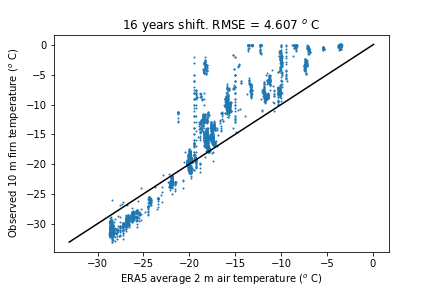 16 years shift. RMSE = 4.607 ° C
Observed 10 m firn temperature (° C)
0
−5
−10
−15
−20
−25
−30
−30 −25 −20 −15 −10 −5 0
ERA5 average 2 m air temperature (° C)